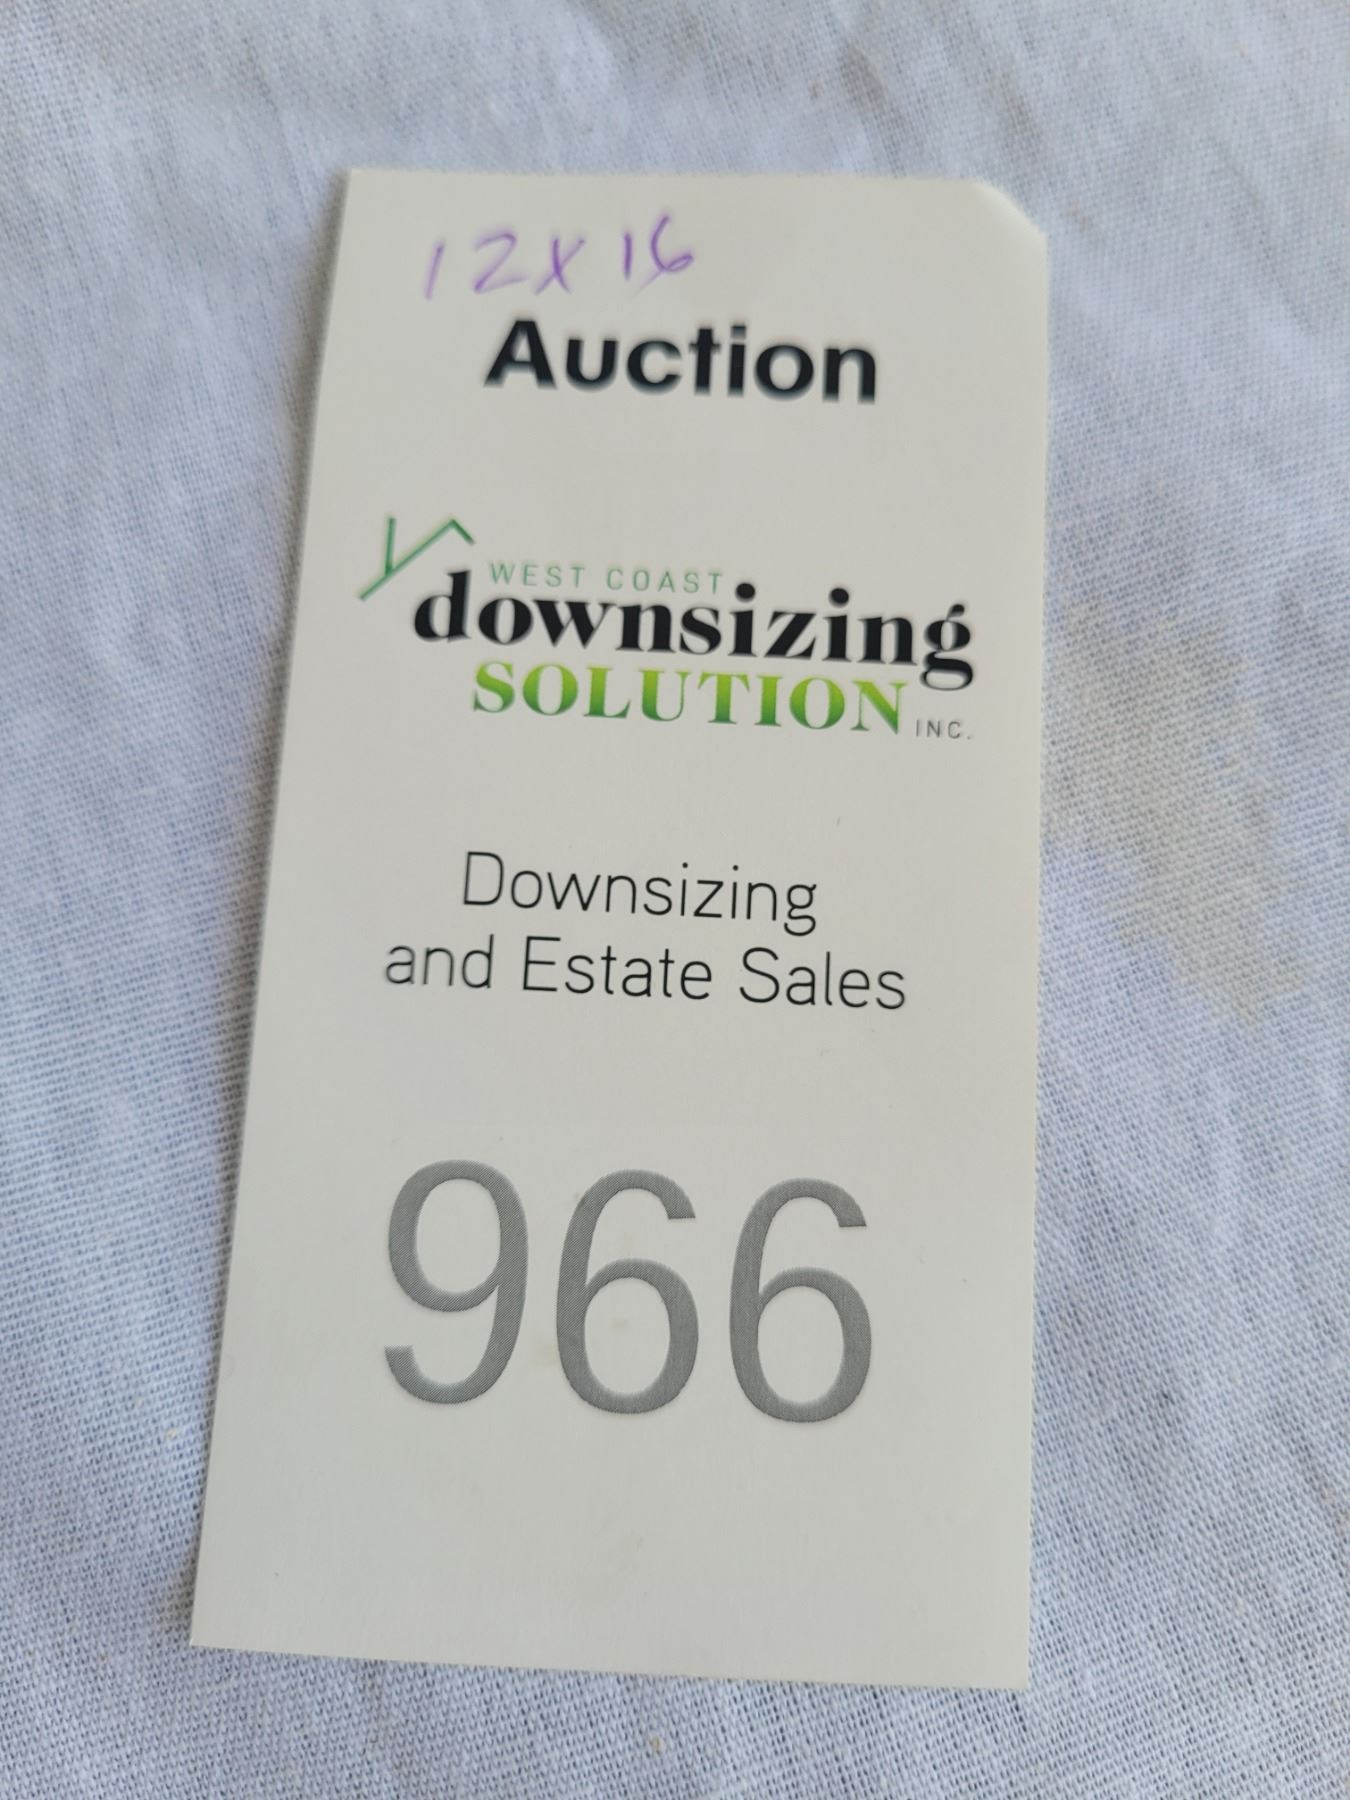 12x16
Auction
WEST COAST
downsizing
SOLUTION INC.
Downsizing
and Estate Sales
966